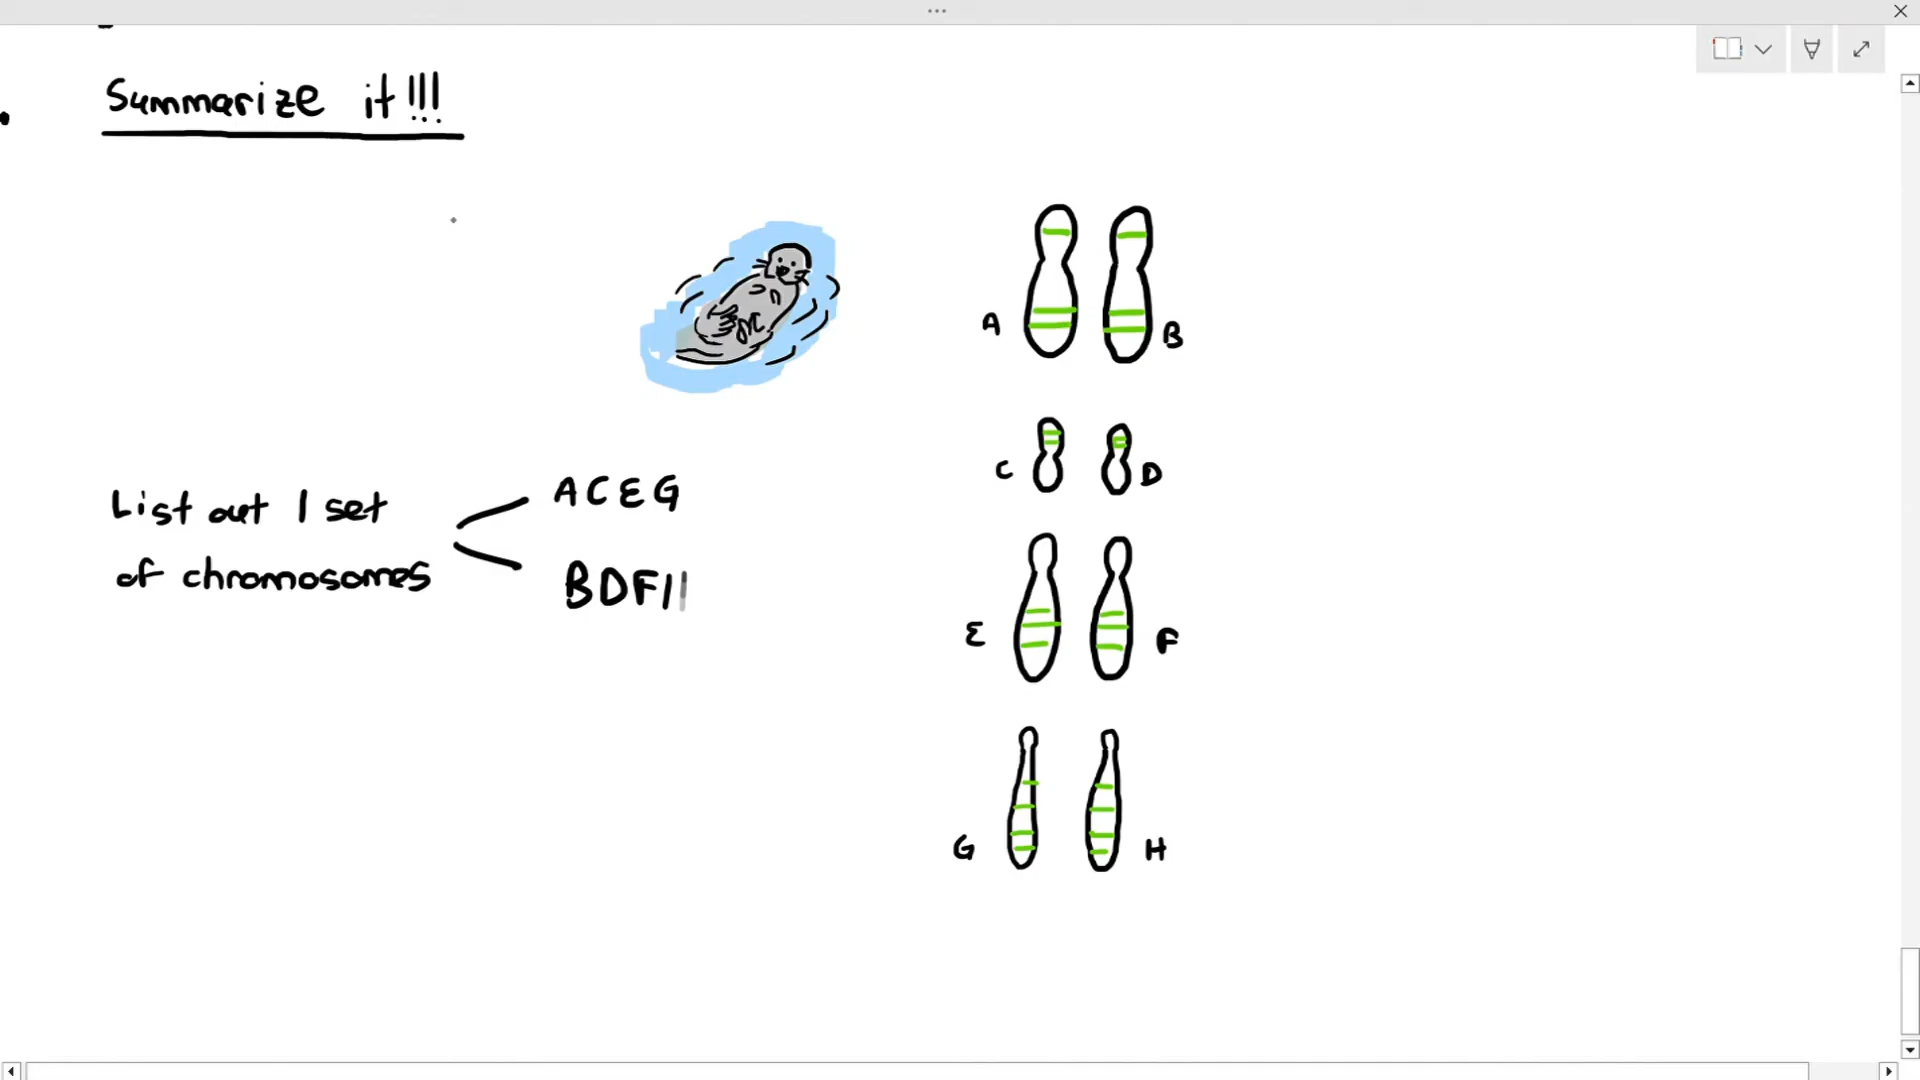 Summarize it!!!
A
B
C
D
List out 1 set
of chromosomes
ACEG
BDF
E
F
G
H